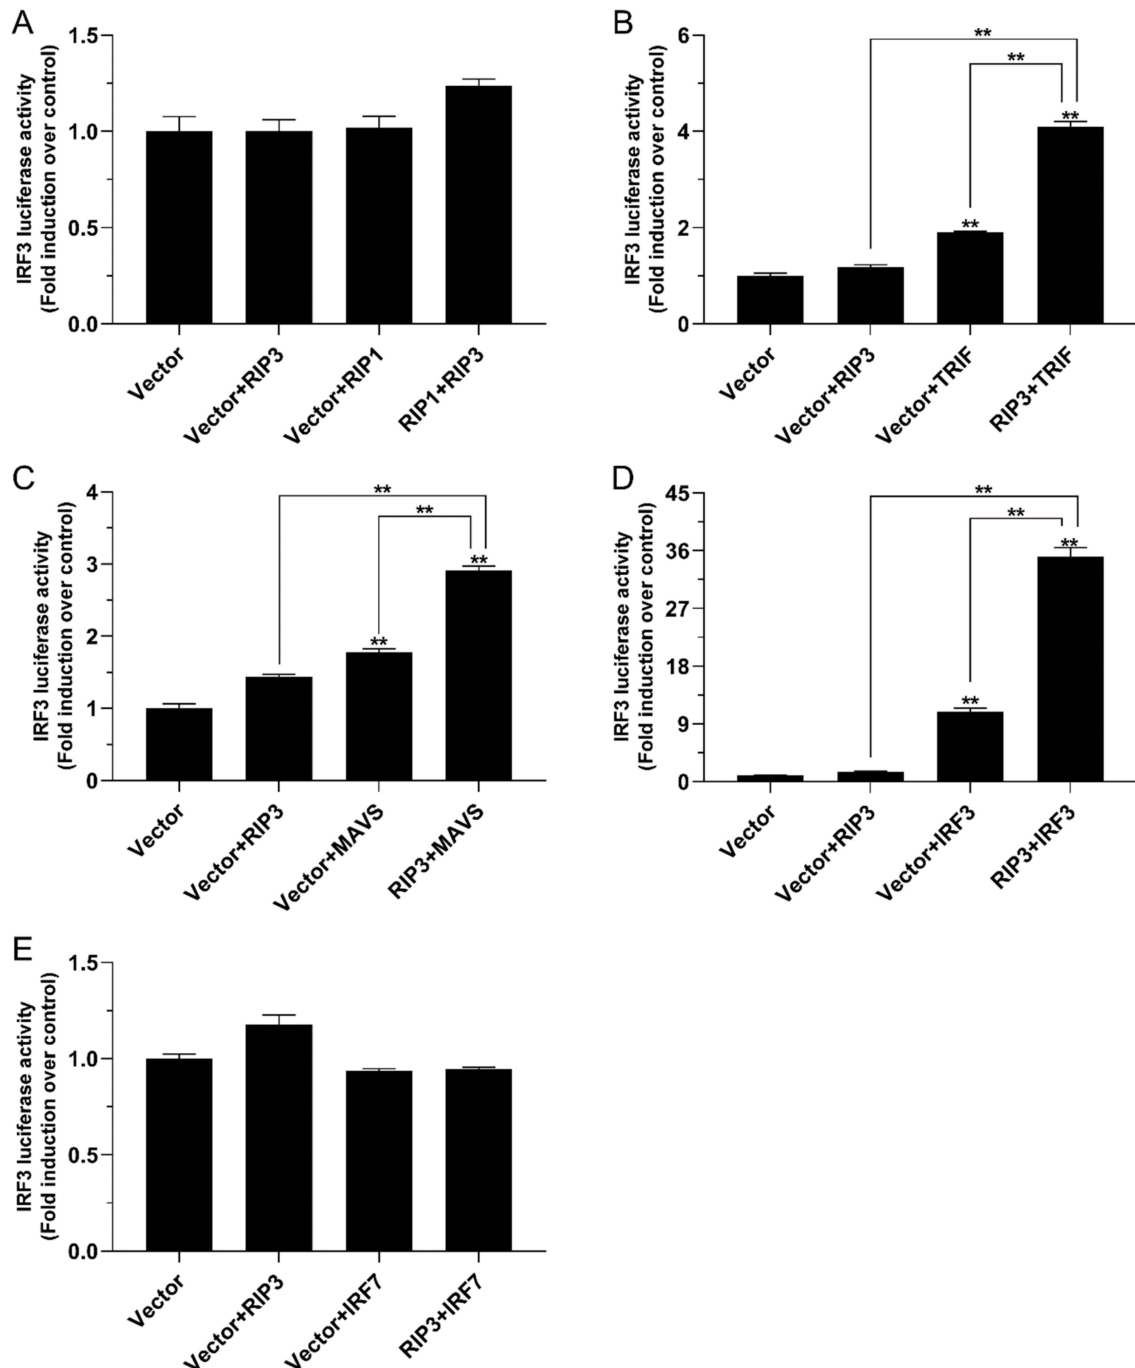 A
IRF3 luciferase activity
(Fold induction over control)
1.5
1.0
0.5
0.0
Vector
Vector+RIP3
Vector+RIP1
RIP1+RIP3
B
IRF3 luciferase activity
(Fold induction over control)
6
4
2
0
**
**
**
**
Vector
Vector+RIP3
Vector+TRIF
RIP3+TRIF
C
IRF3 luciferase activity
(Fold induction over control)
4
3
2
1
0
**
**
**
**
Vector
Vector+RIP3
Vector+MAVS
RIP3+MAVS
D
IRF3 luciferase activity
(Fold induction over control)
45
36
27
18
9
0
**
**
**
**
Vector
Vector+RIP3
Vector+IRF3
RIP3+IRF3
E
IRF3 luciferase activity
(Fold induction over control)
1.5
1.0
0.5
0.0
Vector
Vector+RIP3
Vector+IRF7
RIP3+IRF7